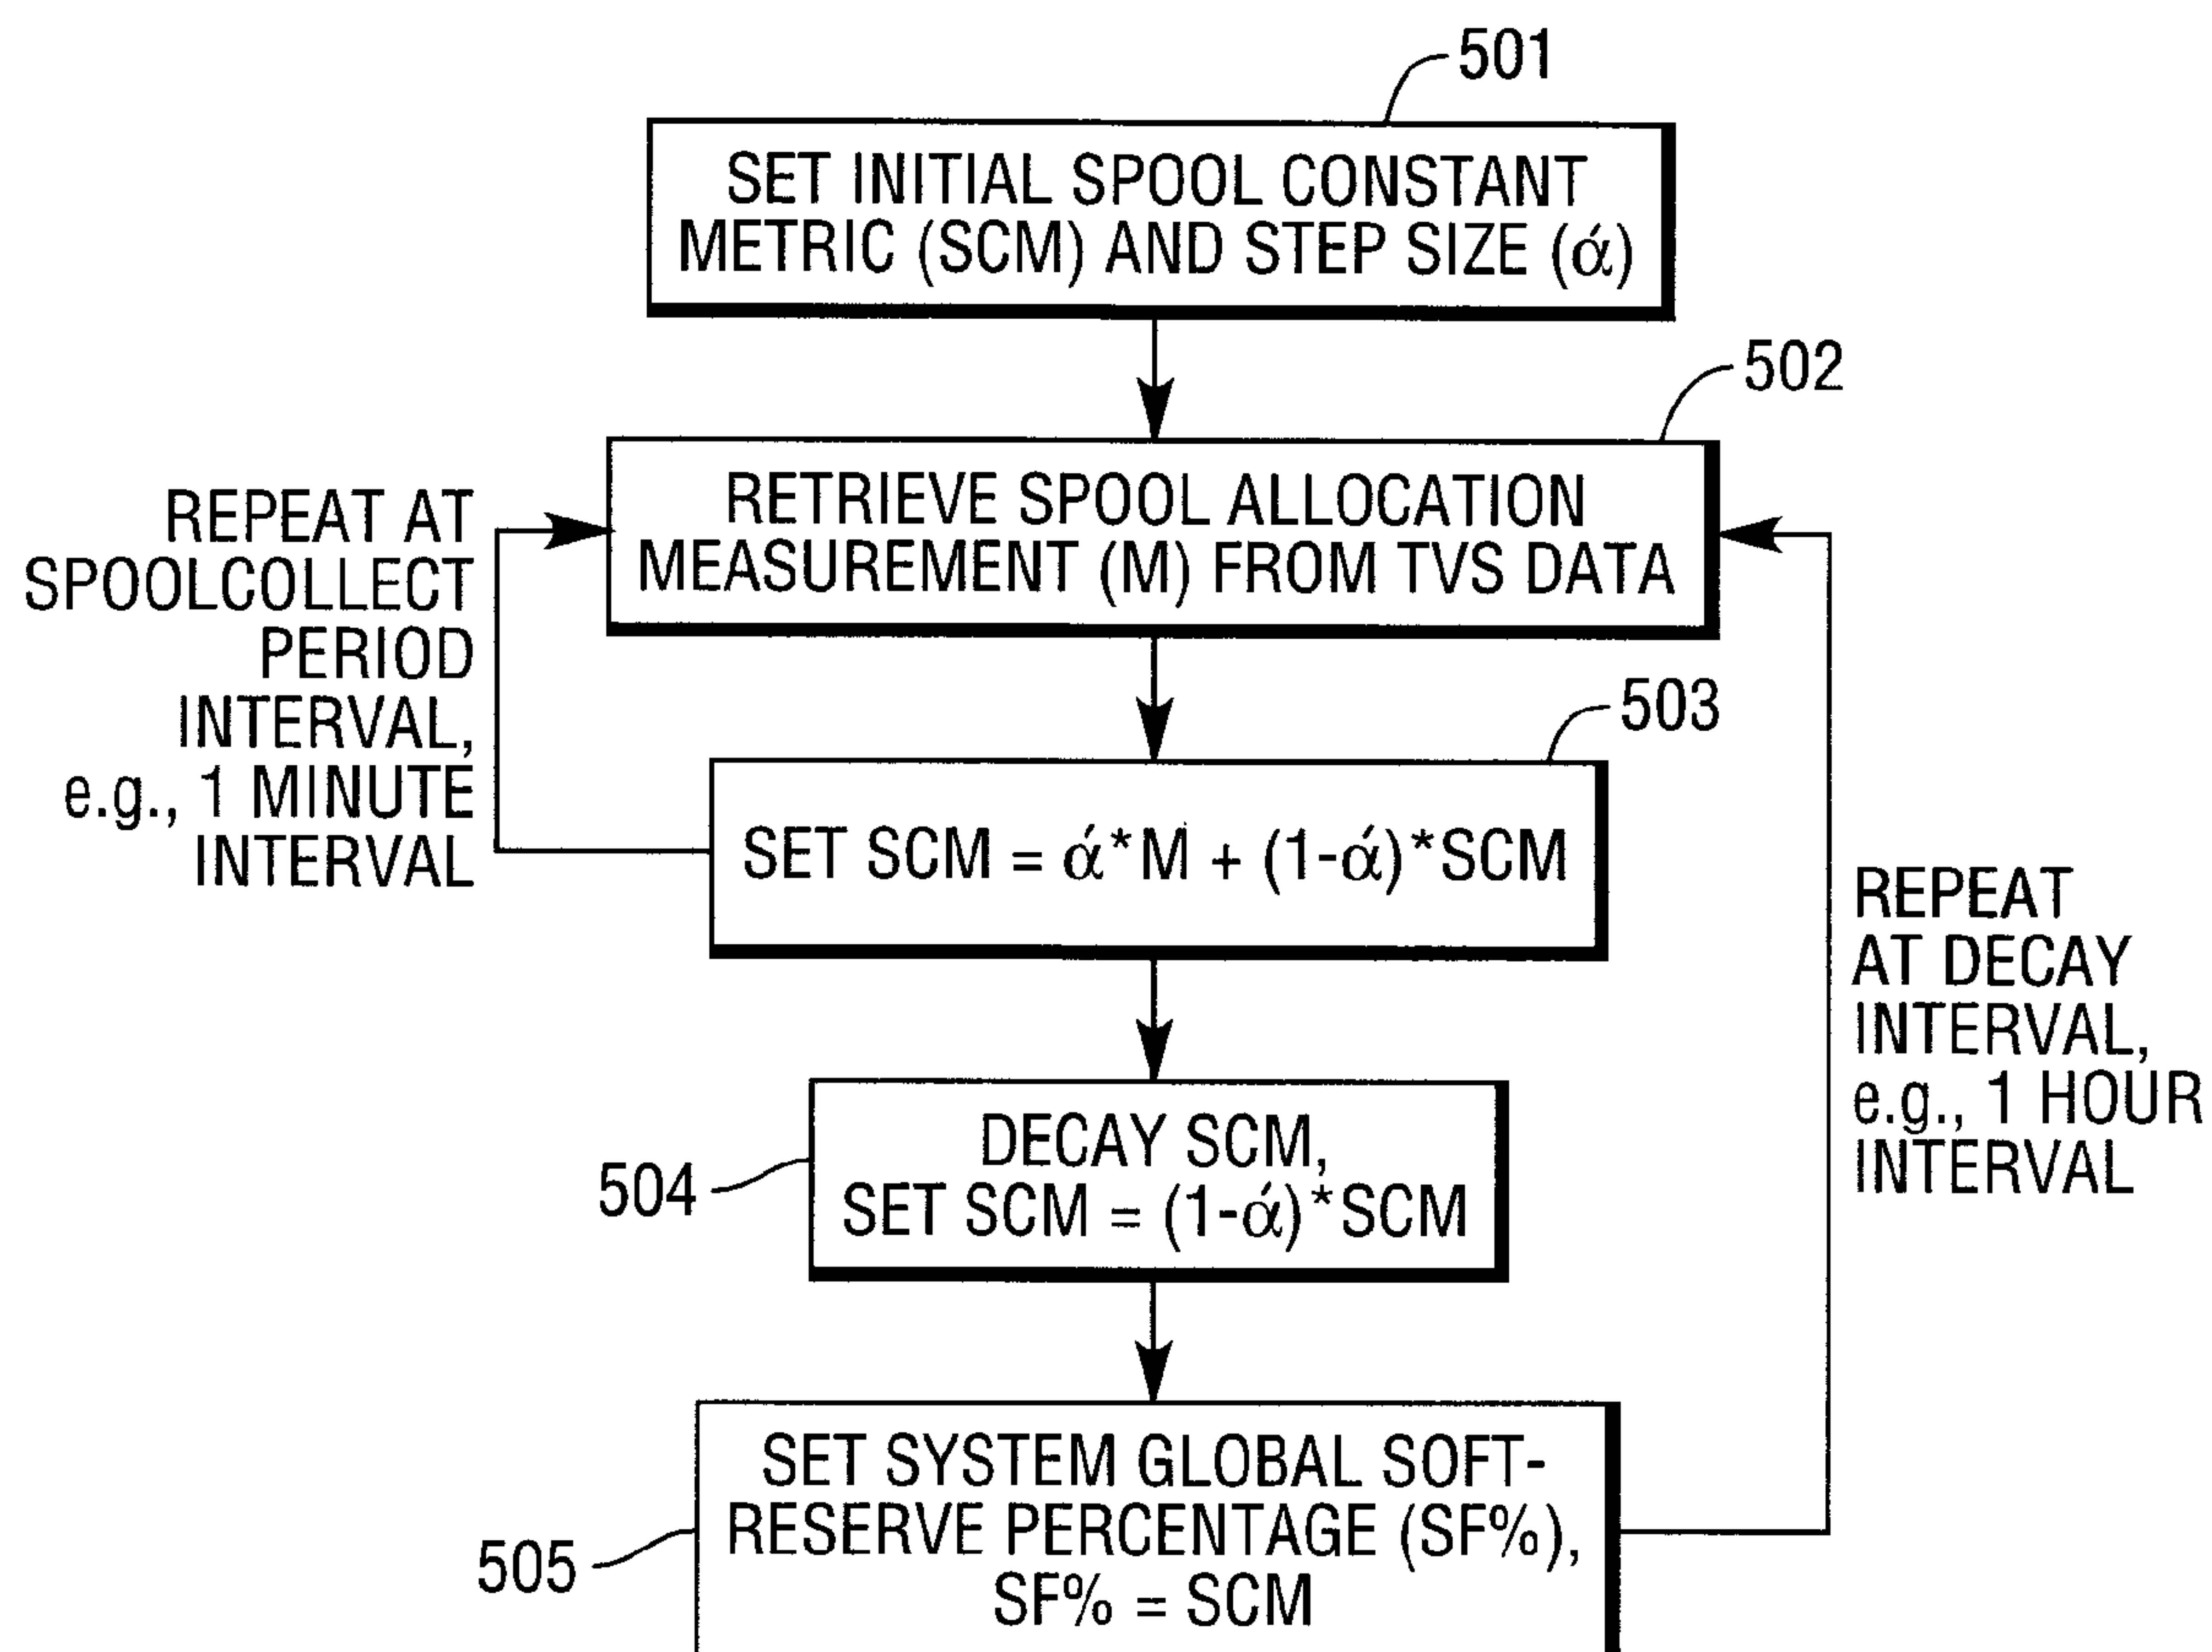 501
SET INITIAL SPOOL CONSTANT
METRIC (SCM) AND STEP SIZE (ά)
502
RETRIEVE SPOOL ALLOCATION
MEASUREMENT (M) FROM TVS DATA
REPEAT AT
SPOOLCOLLECT
PERIOD
INTERVAL,
e.g., 1 MINUTE
INTERVAL
503
SET SCM = ά*M + (1-ά)*SCM
REPEAT
AT DECAY
INTERVAL,
e.g., 1 HOUR
INTERVAL
504
DECAY SCM,
SET SCM = (1-ά)*SCM
505
SET SYSTEM GLOBAL SOFT-
RESERVE PERCENTAGE (SF%),
SF% = SCM